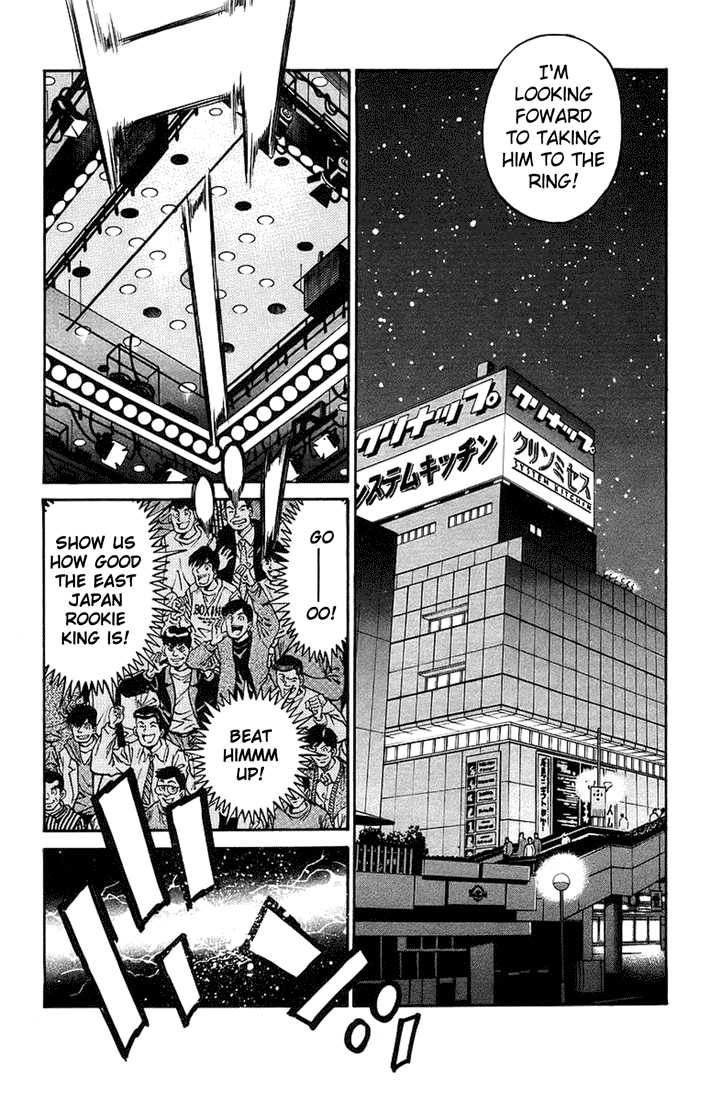 I'M
LOOKING
FOWARD
TO TAKING
HIM TO THE
RING!
クリナップ
クリナップ
システムキッチン
クリンミセス
SYSTEM KITCHEN
GO
OO!
SHOW US
HOW GOOD
THE EAST
JAPAN
ROOKIE
KING IS!
BOXIN
BEAT
HIMMM
UP!